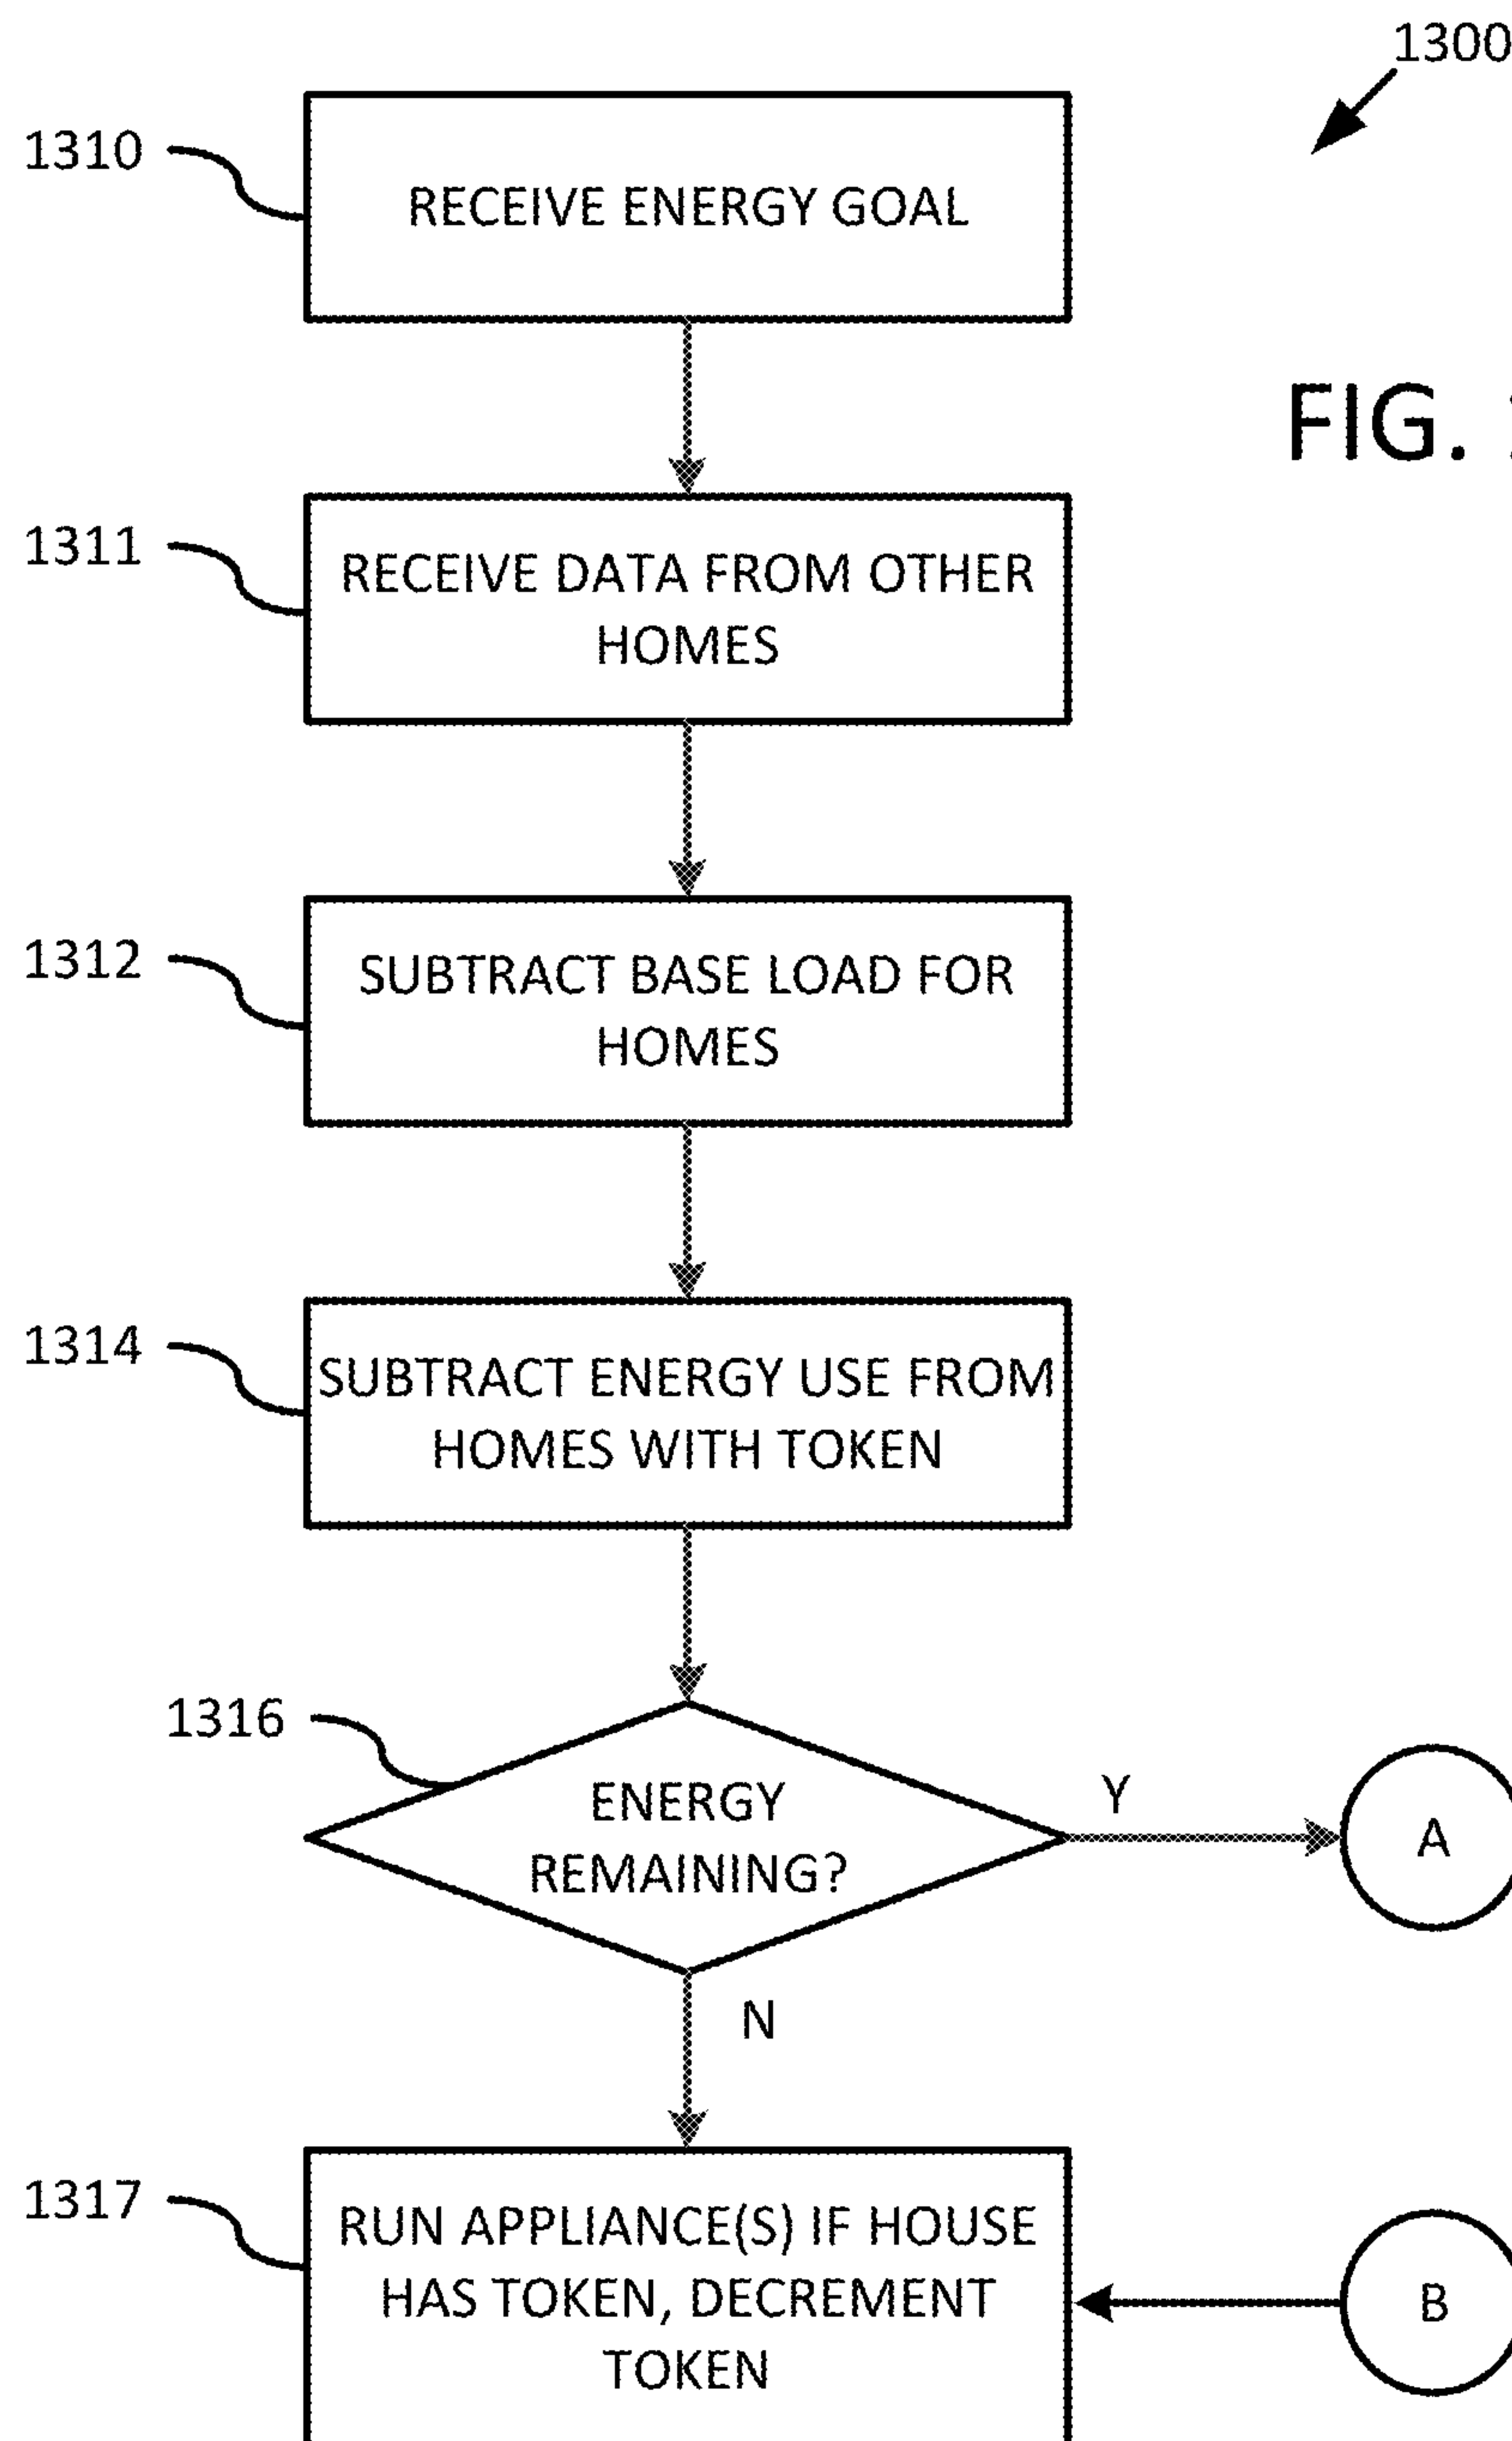 1300
1310
RECEIVE ENERGY GOAL
FIG.
1311
RECEIVE DATA FROM OTHER
HOMES
1312
SUBTRACT BASE LOAD FOR
HOMES
1314
SUBTRACT ENERGY USE FROM
HOMES WITH TOKEN
1316
ENERGY
REMAINING?
Y
A
N
1317
RUN APPLIANCE(S) IF HOUSE
HAS TOKEN, DECREMENT
TOKEN
B